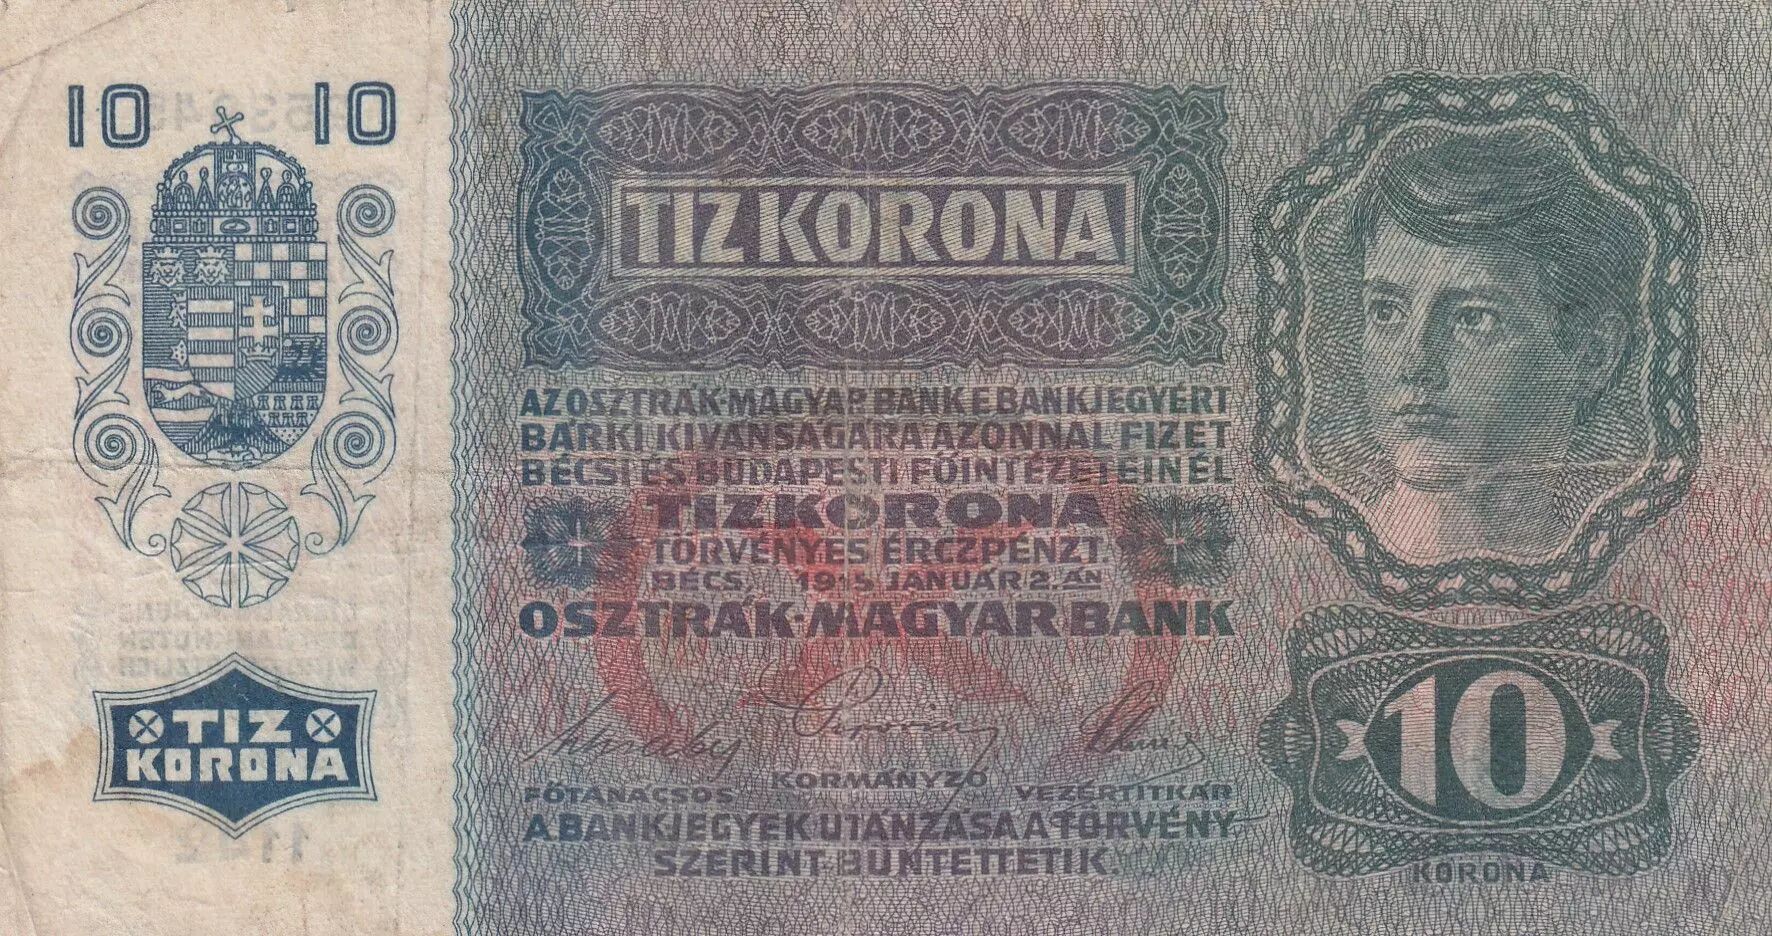 10 10
TIZ KORONA
AZ OSZTRÁK-MAGYAR BANK E BANKJEGYÉRT
BÁRKI KIVÁNSÁGÁRA AZONNAL FIZET
BÉCSI ÉS BUDAPESTI FŐINTÉZETEINÉL
TIZ KORONA
TÖRVÉNYES ÉRCZPÉNZT.
BÉCS, 1915 JANUÁR 2.ÁN
OSZTRÁK-MAGYAR BANK
KORMÁNYZÓ
FŐTANÁCSOS VEZÉRTITKÁR
A BANKJEGYEK UTÁNZÁSA A TÖRVÉNY
SZERINT BÜNTETTETIK.
TIZ
KORONA
10
KORONA